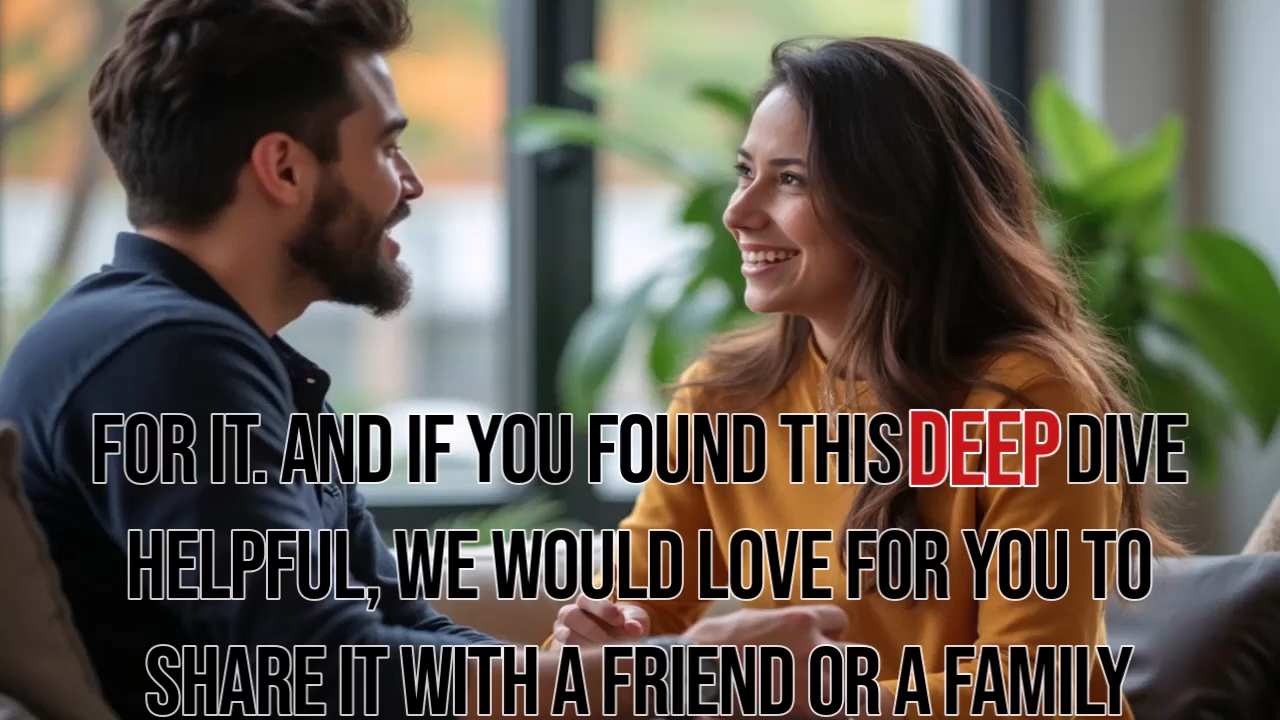 FOR IT. AND IF YOU FOUND THIS DEEP DIVE
HELPFUL, WE WOULD LOVE FOR YOU TO
SHARE IT WITH A FRIEND OR A FAMILY